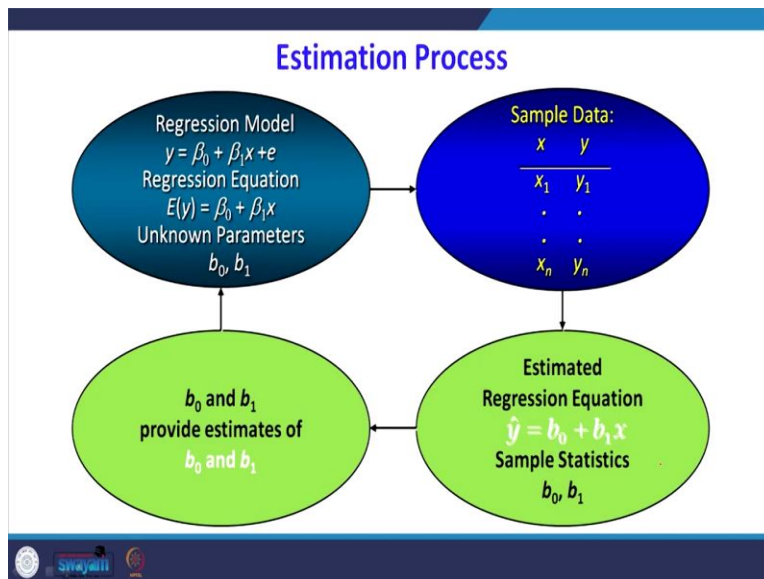 Estimation Process
Regression Model
y = β₀ + β₁x +e
Regression Equation
E(y) = β₀ + β₁x
Unknown Parameters
b₀, b₁
Sample Data:
x y
x₁ y₁
. .
. .
xₙ yₙ
Estimated
Regression Equation
ŷ = b₀ + b₁x
Sample Statistics
b₀, b₁
b₀ and b₁
provide estimates of
b₀ and b₁
swayam